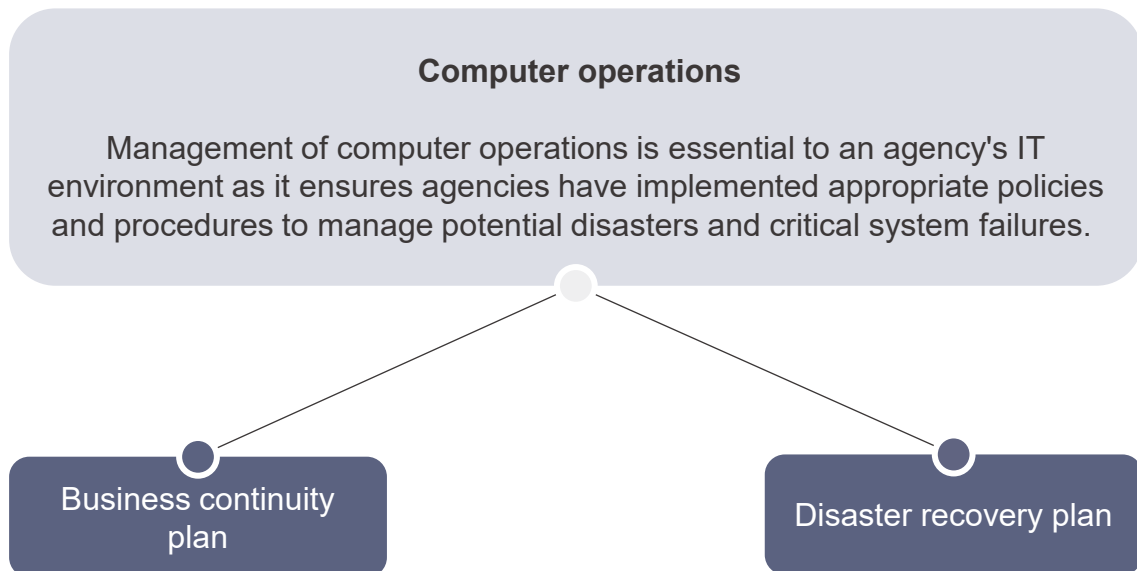 Computer operations
Management of computer operations is essential to an agency's IT
environment as it ensures agencies have implemented appropriate policies
and procedures to manage potential disasters and critical system failures.
Business continuity
plan
Disaster recovery plan